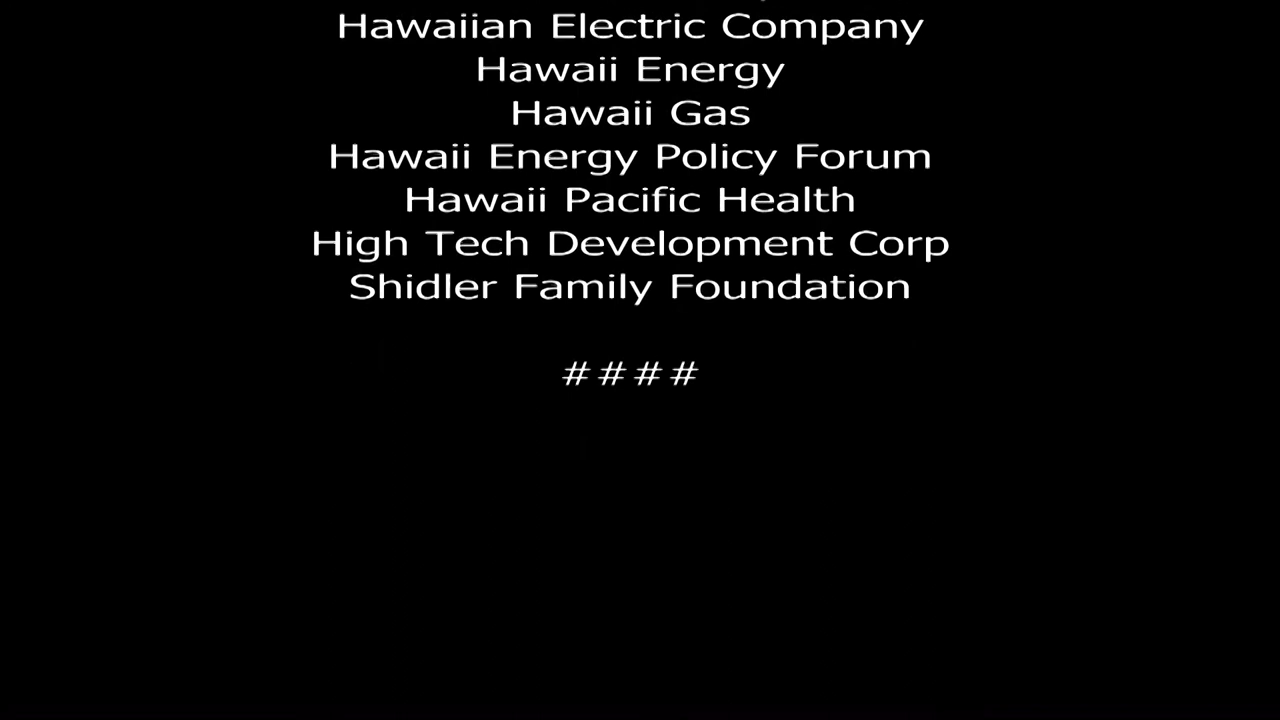 Hawaiian Electric Company
Hawaii Energy
Hawaii Gas
Hawaii Energy Policy Forum
Hawaii Pacific Health
High Tech Development Corp
Shidler Family Foundation
####